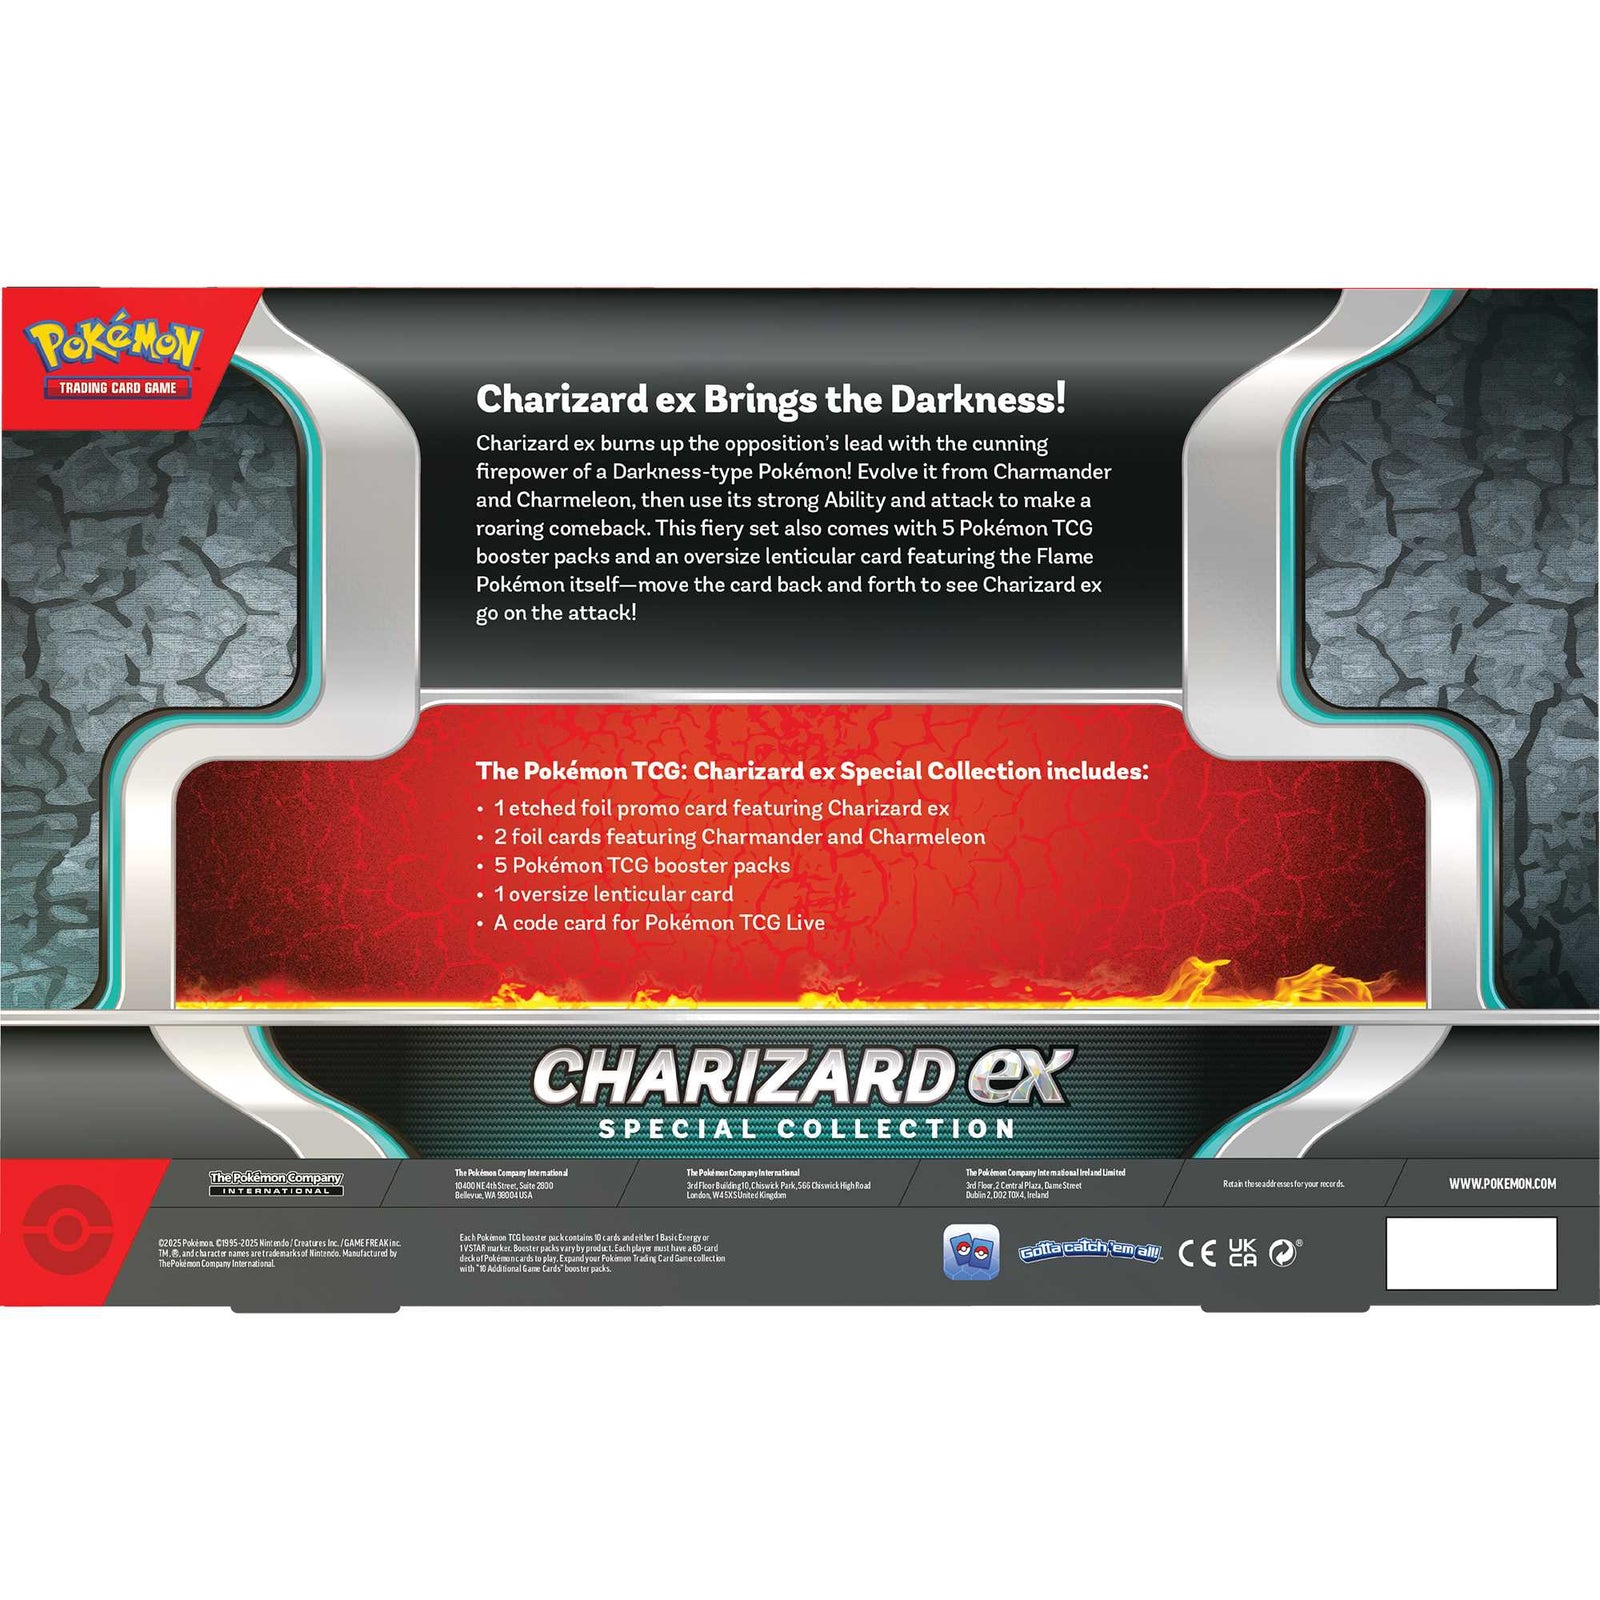 POKéMON
TRADING CARD GAME
Charizard ex Brings the Darkness!
Charizard ex burns up the opposition's lead with the cunning
firepower of a Darkness-type Pokémon! Evolve it from Charmander
and Charmeleon, then use its strong Ability and attack to make a
roaring comeback. This fiery set also comes with 5 Pokémon TCG
booster packs and an oversize lenticular card featuring the Flame
Pokémon itself—move the card back and forth to see Charizard ex
go on the attack!
The Pokémon TCG: Charizard ex Special Collection includes:
• 1 etched foil promo card featuring Charizard ex
• 2 foil cards featuring Charmander and Charmeleon
• 5 Pokémon TCG booster packs
• 1 oversize lenticular card
• A code card for Pokémon TCG Live
CHARIZARD ex
SPECIAL COLLECTION
The Pokémon Company
INTERNATIONAL
The Pokémon Company International
10400 NE 4th Street, Suite 2800
Bellevue, WA 98004 USA
The Pokémon Company International
3rd Floor Building 10, Chiswick Park, 566 Chiswick High Road
London, W4 5XS United Kingdom
The Pokémon Company International Ireland Limited
3rd Floor, 2 Central Plaza, Dame Street
Dublin 2, D02 T0X4, Ireland
Retain these addresses for your records.
WWW.POKEMON.COM
©2025 Pokémon. ©1995-2025 Nintendo / Creatures Inc. / GAME FREAK inc.
TM, ®, and character names are trademarks of Nintendo. Manufactured by
The Pokémon Company International.
Each Pokémon TCG booster pack contains 10 cards and either 1 Basic Energy or
1 VSTAR marker. Booster packs vary by product. Each player must have a 60-card
deck of Pokémon cards to play. Expand your Pokémon Trading Card Game collection
with "10 Additional Game Cards" booster packs.
Gotta catch 'em all!
CE
UK
CA